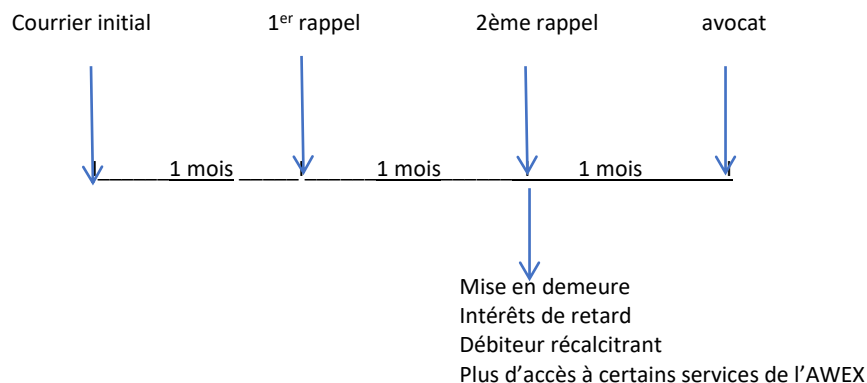 Courrier initial 1er rappel 2ème rappel avocat
1 mois 1 mois 1 mois
Mise en demeure
Intérêts de retard
Débiteur récalcitrant
Plus d’accès à certains services de l’AWEX